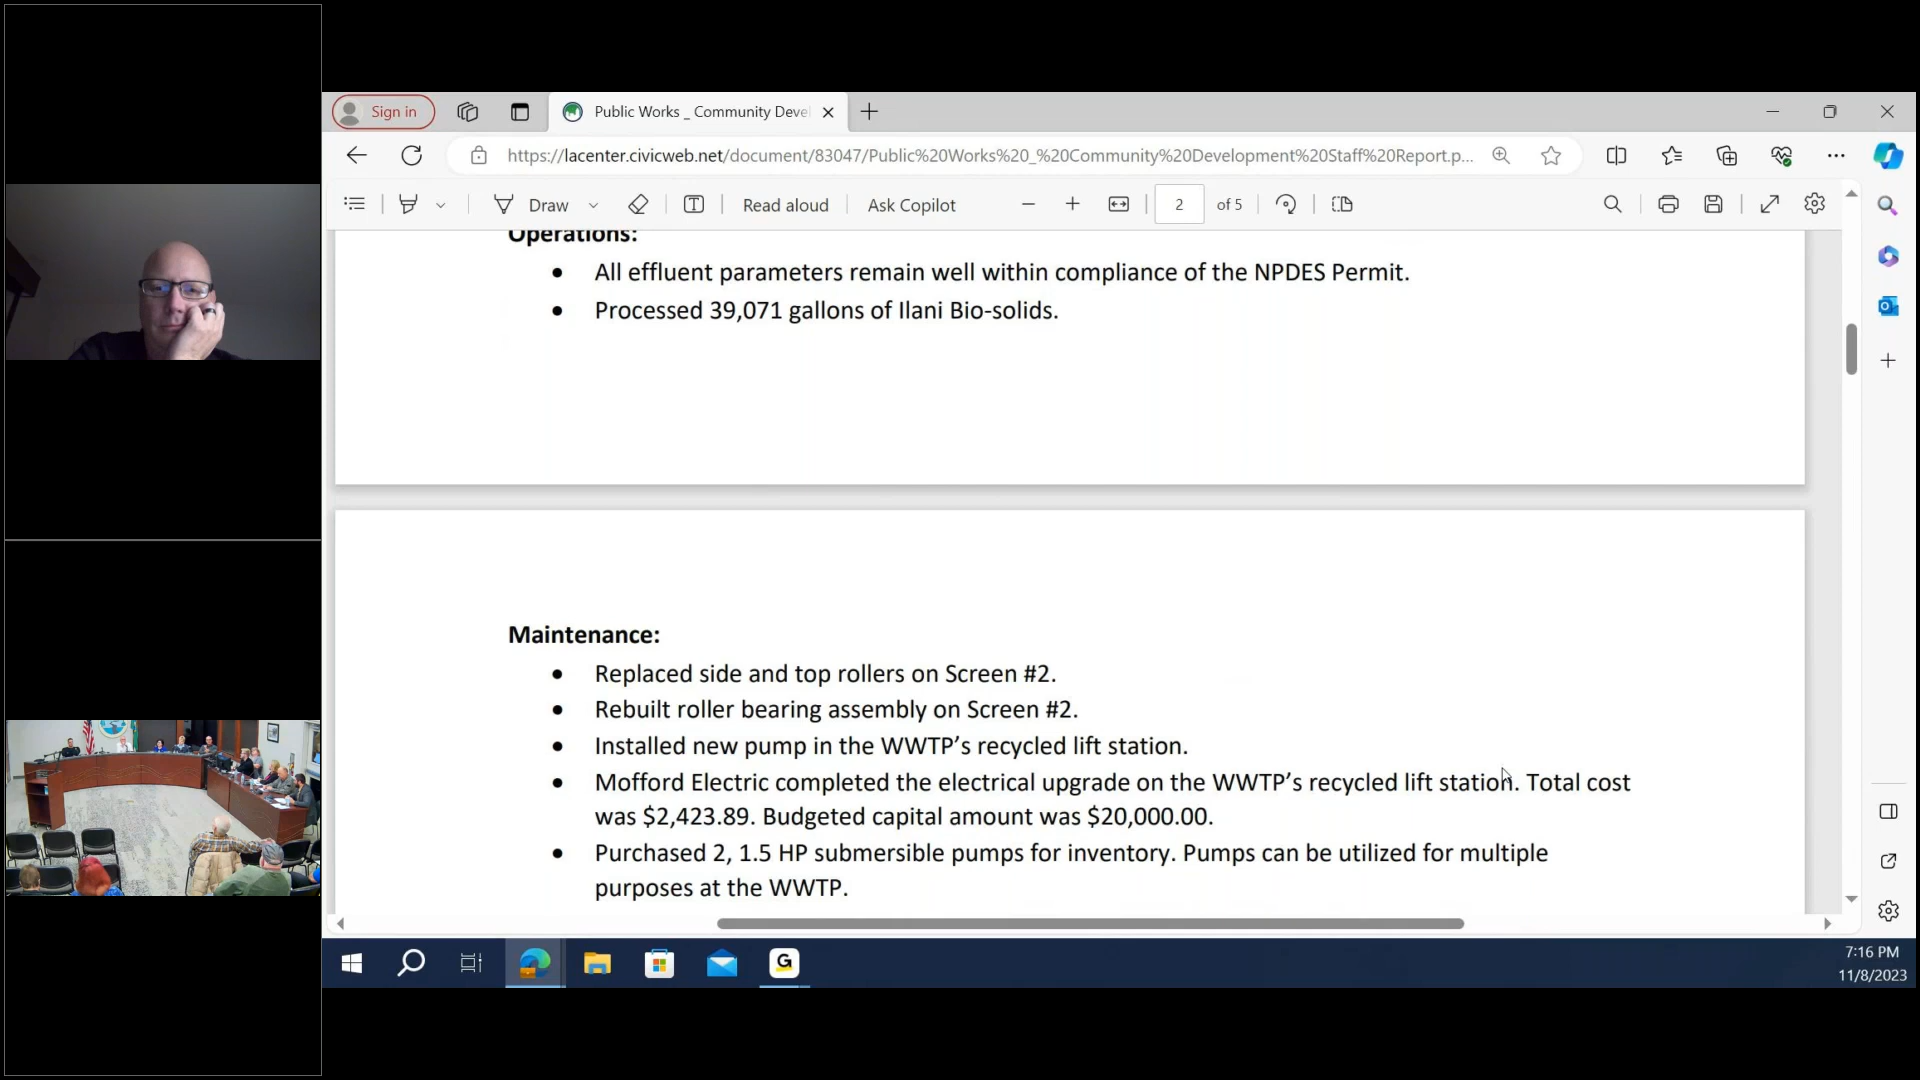 Sign in
Public Works _ Community Deve
https://lacenter.civicweb.net/document/83047/Public%20Works%20_%20Community%20Development%20Staff%20Report.p...
Draw
Read aloud
Ask Copilot
2
of 5
Operations:
• All effluent parameters remain well within compliance of the NPDES Permit.
• Processed 39,071 gallons of Ilani Bio-solids.
Maintenance:
• Replaced side and top rollers on Screen #2.
• Rebuilt roller bearing assembly on Screen #2.
• Installed new pump in the WWTP’s recycled lift station.
• Mofford Electric completed the electrical upgrade on the WWTP’s recycled lift station. Total cost
was $2,423.89. Budgeted capital amount was $20,000.00.
• Purchased 2, 1.5 HP submersible pumps for inventory. Pumps can be utilized for multiple
purposes at the WWTP.
G
7:16 PM
11/8/2023